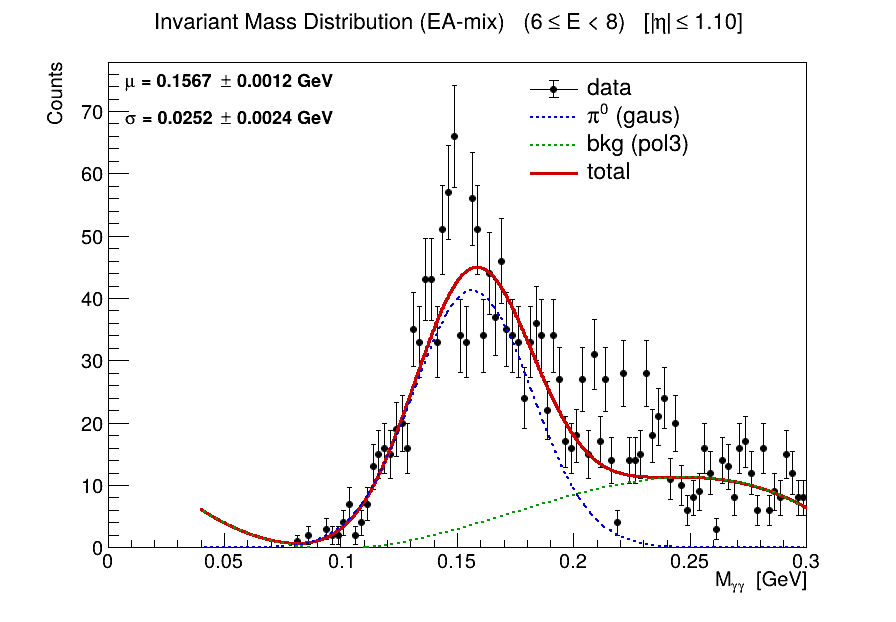 Invariant Mass Distribution (EA-mix) (6 ≤ E < 8) [|η| ≤ 1.10]
Counts
μ = 0.1567 ± 0.0012 GeV
σ = 0.0252 ± 0.0024 GeV
data
π⁰ (gaus)
bkg (pol3)
total
70
60
50
40
30
20
10
0
0 0.05 0.1 0.15 0.2 0.25 0.3
Mγγ [GeV]